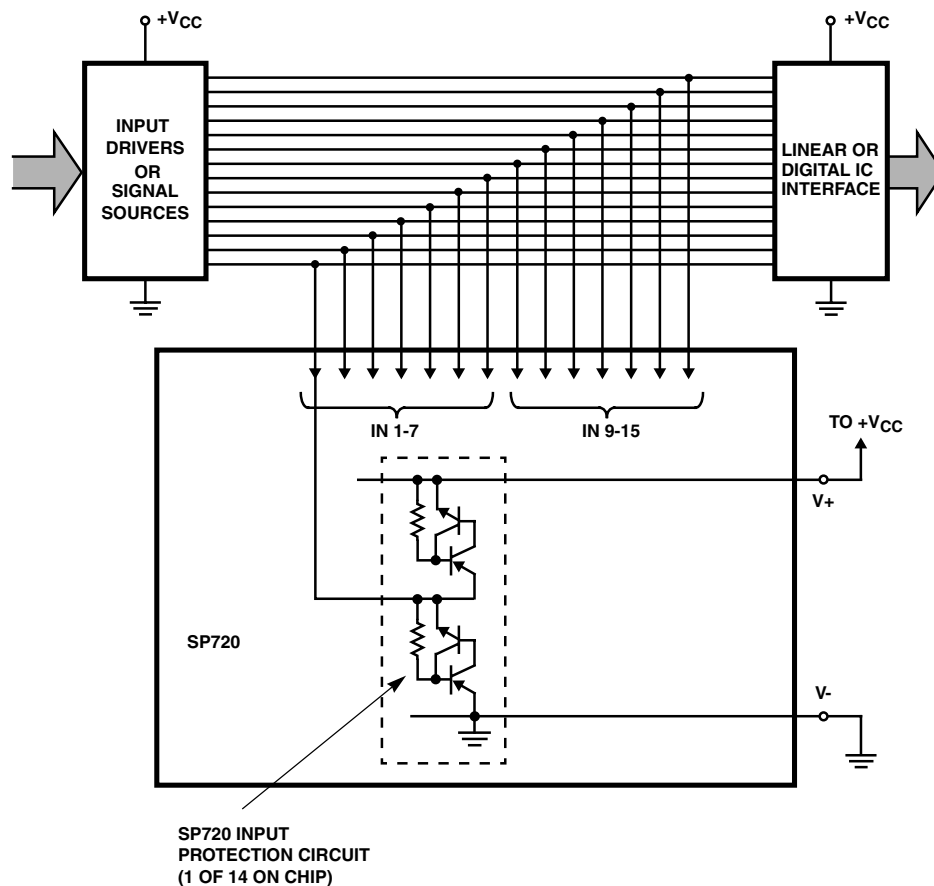 +VCC
+VCC
INPUT
DRIVERS
OR
SIGNAL
SOURCES
LINEAR OR
DIGITAL IC
INTERFACE
IN 1-7
IN 9-15
TO +VCC
V+
SP720
V-
SP720 INPUT
PROTECTION CIRCUIT
(1 OF 14 ON CHIP)